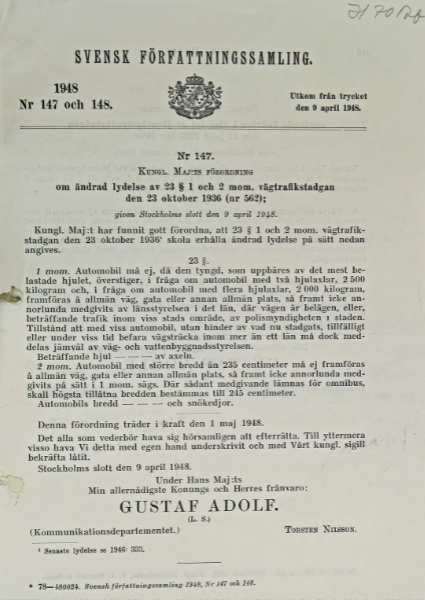 SVENSK FÖRFATTNINGSSAMLING.
1948
Nr 147 och 148.
Utkom från trycket
den 9 april 1948.
Nr 147.
KUNGL. MAJ:TS FÖRORDNING
om ändrad lydelse av 23 § 1 och 2 mom. vägtrafikstadgan
den 23 oktober 1936 (nr 562);
given Stockholms slott den 9 april 1948.
Kungl. Maj:t har funnit gott förordna, att 23 § 1 och 2 mom. vägtrafik-
stadgan den 23 oktober 1936¹ skola erhålla ändrad lydelse på sätt nedan
angives.
23 §.
1 mom. Automobil må ej, då den tyngd, som uppbäres av det mest be-
lastade hjulet, överstiger, i fråga om automobil med två hjulaxlar, 2 500
kilogram och, i fråga om automobil med flera hjulaxlar, 2 000 kilogram,
framföras å allmän väg, gata eller annan allmän plats, så framt icke an-
norlunda medgivits av länsstyrelsen i det län, där vägen är belägen, eller,
beträffande trafik inom viss stads område, av polismyndigheten i staden.
Tillstånd att med viss automobil, utan hinder av vad nu stadgats, tillfälligt
eller under viss tid befara vägsträcka inom mer än ett län må dock med-
delas jämväl av väg- och vattenbyggnadsstyrelsen.
Beträffande hjul — — — av axeln.
2 mom. Automobil med större bredd än 235 centimeter må ej framföras
å allmän väg, gata eller annan allmän plats, så framt icke annorlunda med-
givits på sätt i 1 mom. sägs. Där sådant medgivande lämnas för omnibus,
skall högsta tillåtna bredden bestämmas till 245 centimeter.
Automobils bredd — — — och snökedjor.
Denna förordning träder i kraft den 1 maj 1948.
Det alla som vederbör hava sig hörsamligen att efterrätta. Till yttermera
visso hava Vi detta med egen hand underskrivit och med Vårt kungl. sigill
bekräfta låtit.
Stockholms slott den 9 april 1948.
Under Hans Maj:ts
Min allernådigste Konungs och Herres frånvaro:
GUSTAF ADOLF.
(L. S.)
(Kommunikationsdepartementet.) TORSTEN NILSSON.
¹ Senaste lydelse se 1946: 333.
* 78—480024. Svensk författningssamling 1948, Nr 147 och 148.